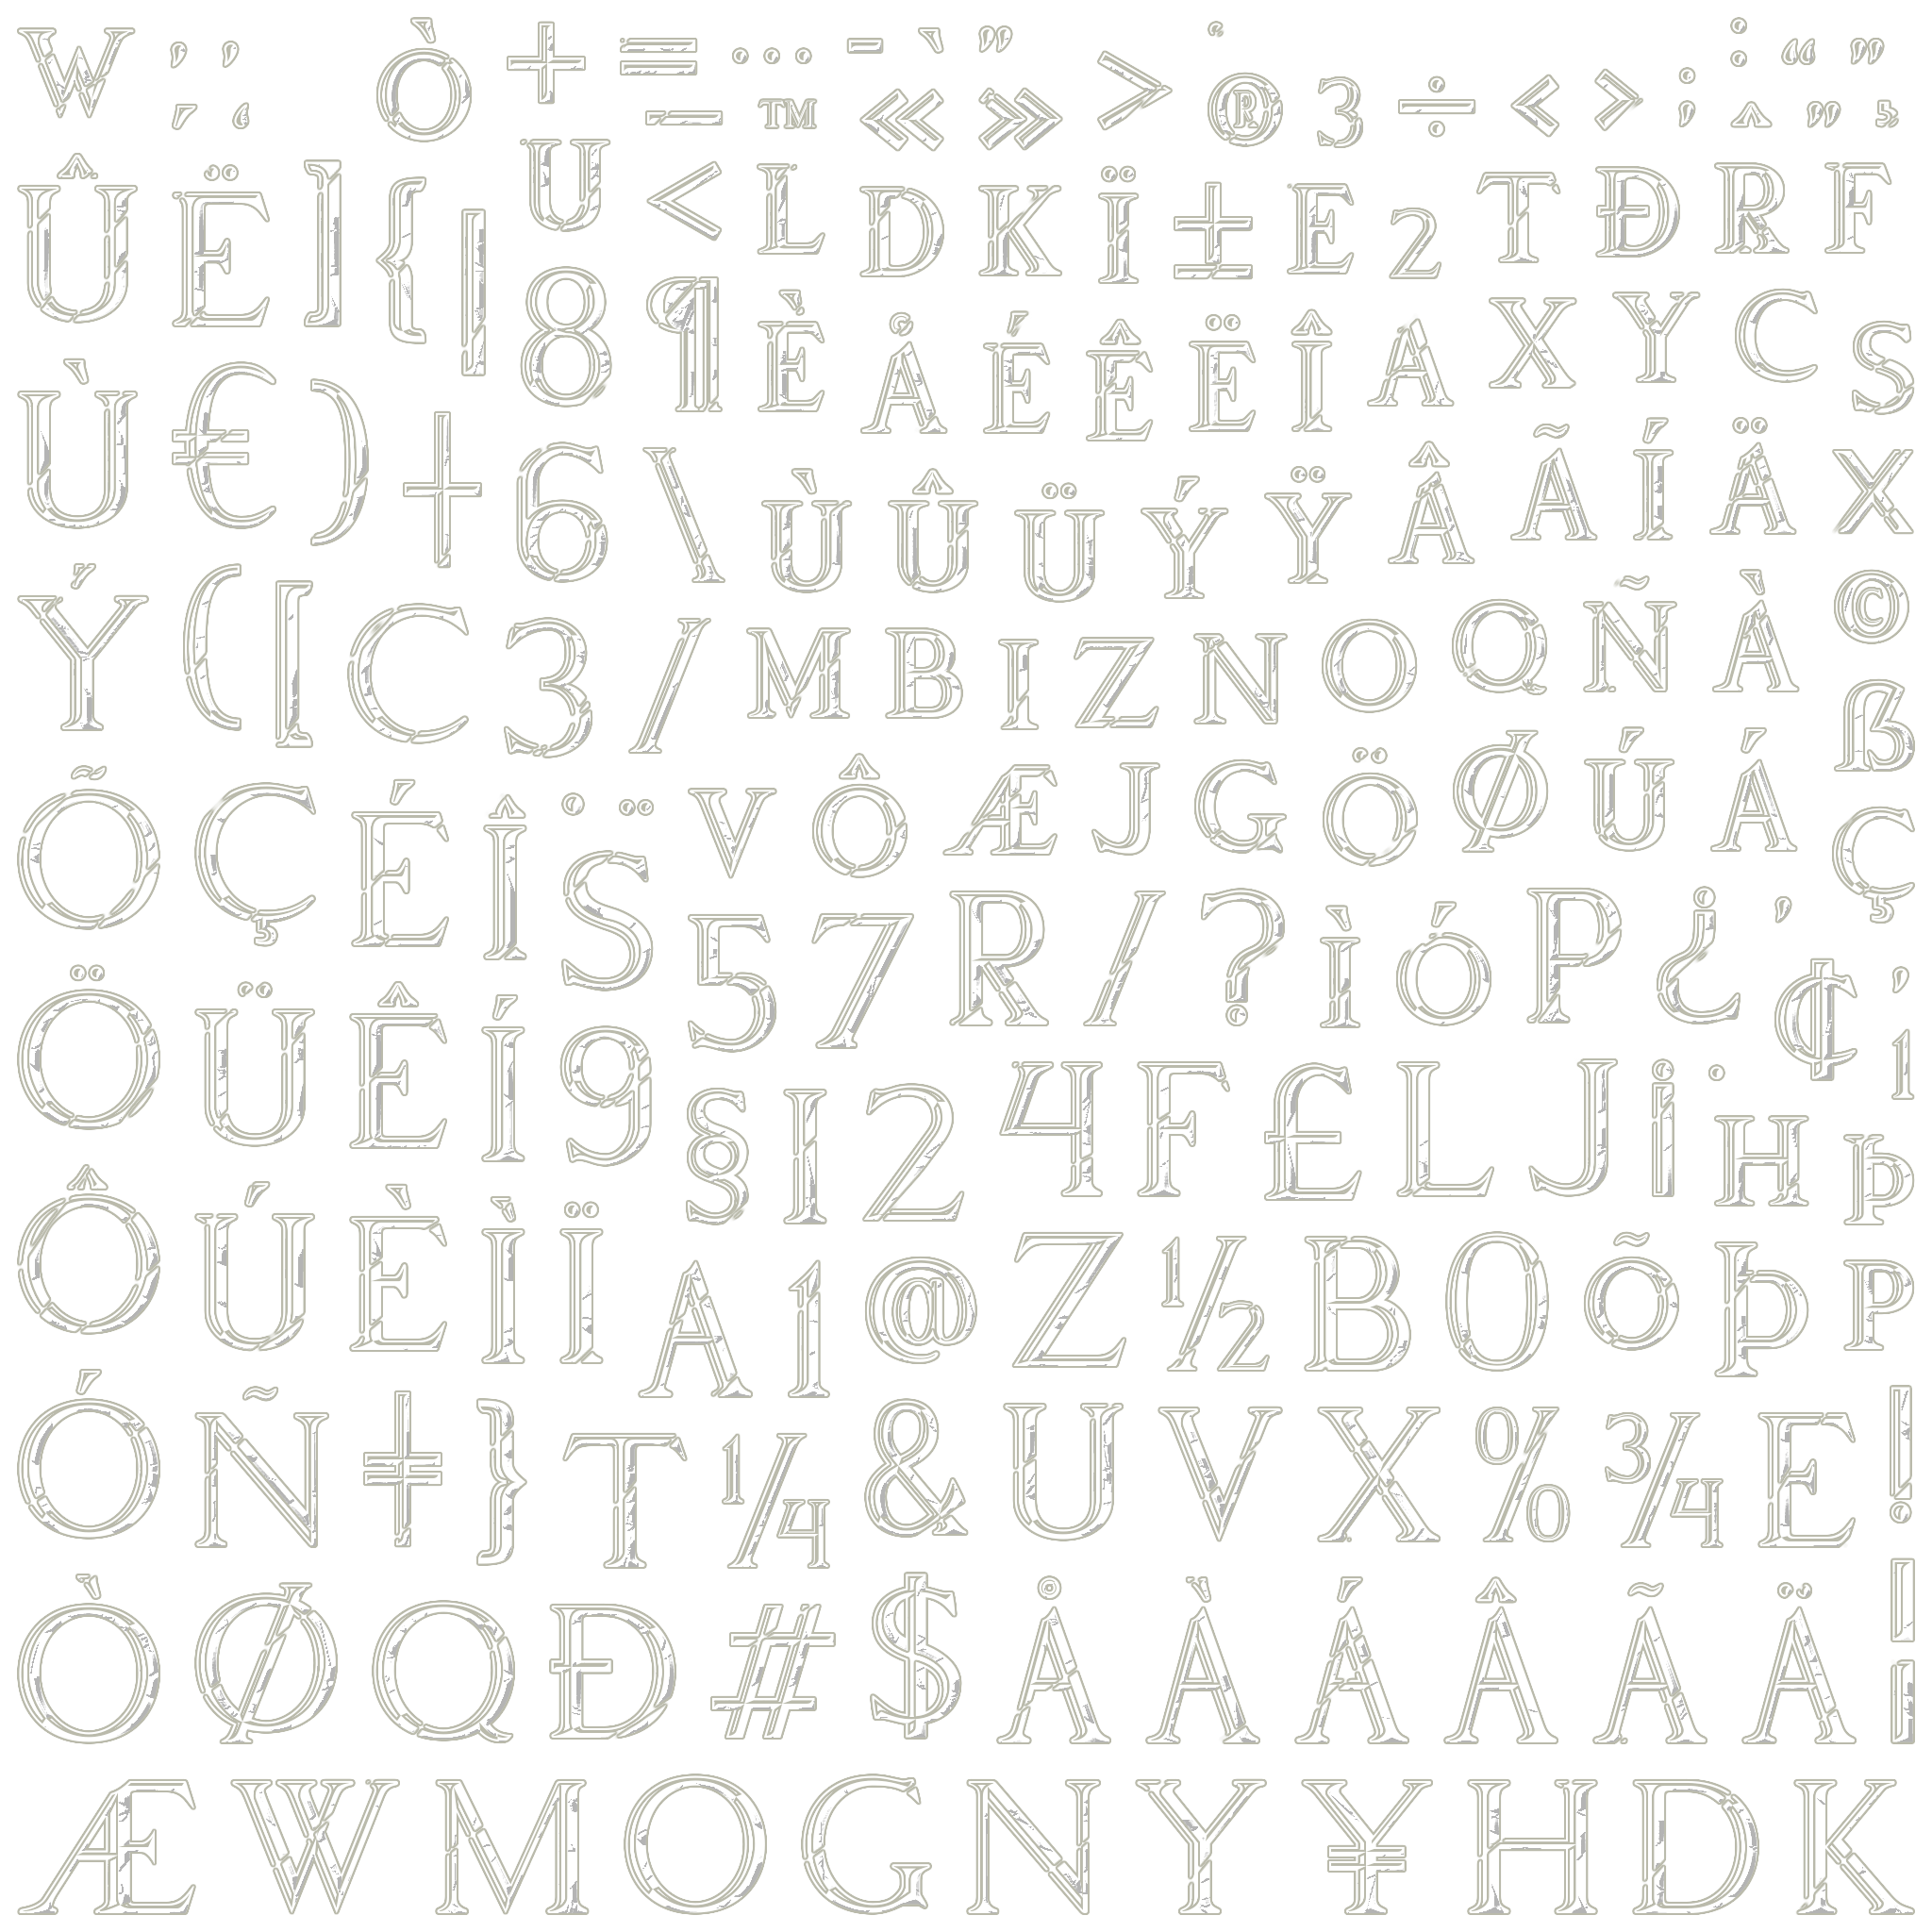 W ' ' Ò + = … - ` ” ° : “ ”
' , — ™ « » > ® 3 ÷ < > ; ^ „ ¸
Û Ë ] { | U < L D K Ï ± E 2 T Ð R F
8 ¶ È Å É Ê Ë Î A X Y C S
Ù € ) † 6 \ Ù Û Ü Ý Ÿ Â Ã Í Ä X
Ý ( [ C 3 / M B I Z N O Q Ñ À © ß
Õ Ç É Î S · ¨ V Ô Æ J G Ö Ø Ú Á Ç
5 7 R / ? Ì Ó P ¿ ’ ¢ ' 1
Ö Ü Ê Í 9 § I 2 4 F £ L J ¡ · H Þ
Ô Ú È Ì Ï A 1 @ Z ½ B 0 Õ Þ P
Ó Ñ ‡ } T ¼ & U V X % ¾ E !
Ò Ø Q Ð # $ Å À Á Â Ã Ä ¦
Æ W M O G N Y ¥ H D K